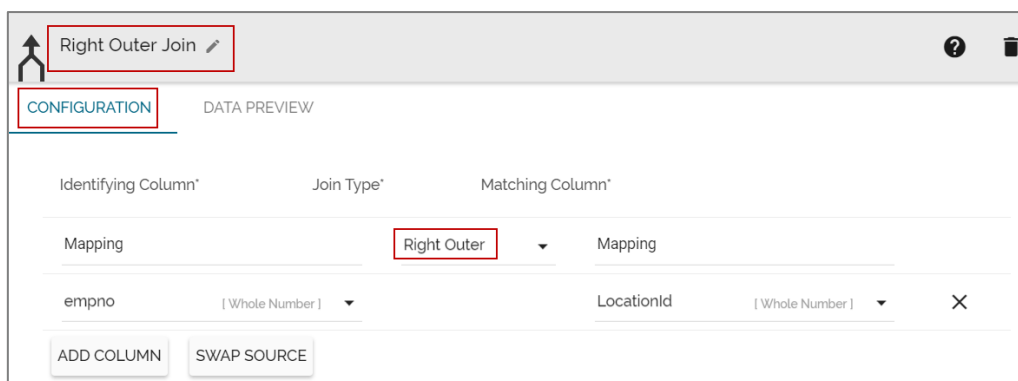 Right Outer Join
CONFIGURATION DATA PREVIEW
Identifying Column* Join Type* Matching Column*
Mapping Right Outer Mapping
empno [ Whole Number ] LocationId [ Whole Number ]
ADD COLUMN SWAP SOURCE